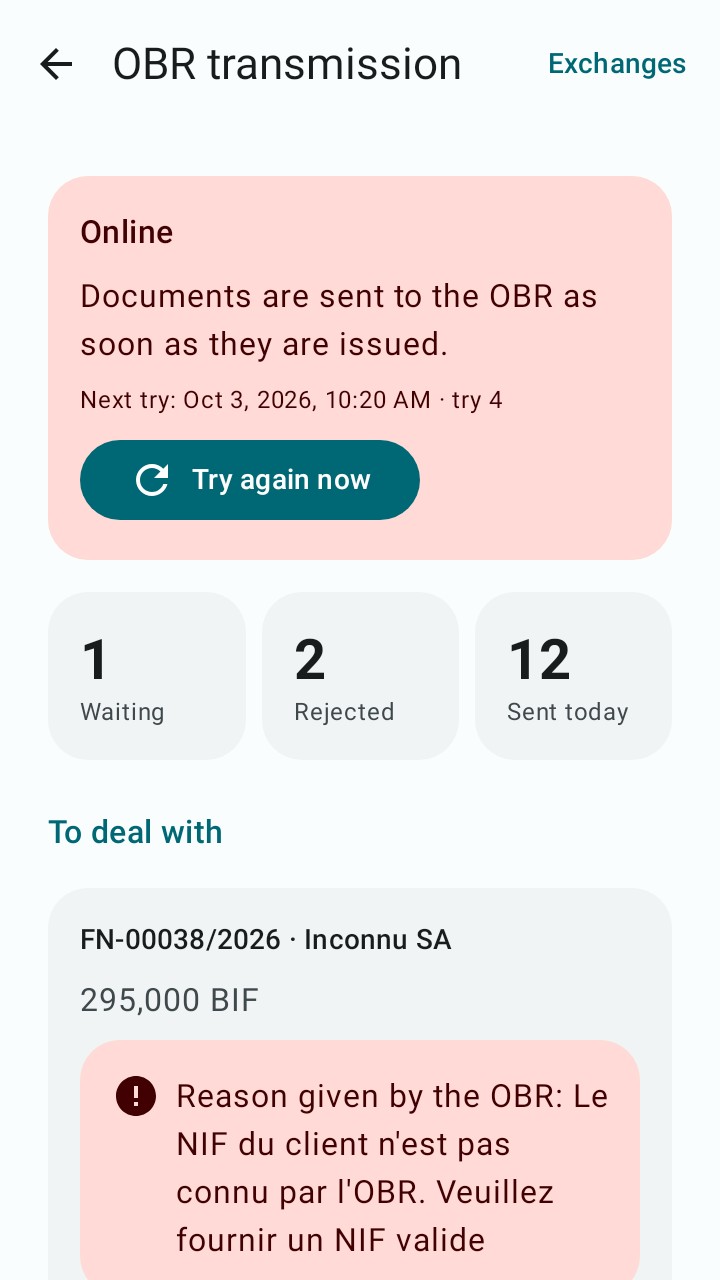 OBR transmission
Exchanges
Online
Documents are sent to the OBR as
soon as they are issued.
Next try: Oct 3, 2026, 10:20 AM · try 4
Try again now
1
Waiting
2
Rejected
12
Sent today
To deal with
FN-00038/2026 · Inconnu SA
295,000 BIF
Reason given by the OBR: Le
NIF du client n'est pas
connu par l'OBR. Veuillez
fournir un NIF valide